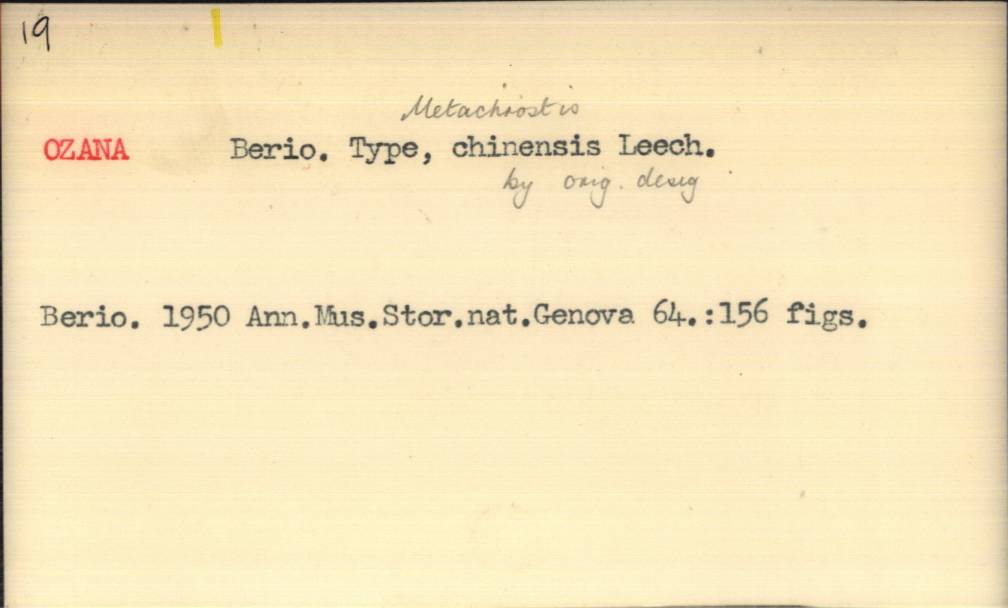 19
Metachrostis
OZANA Berio. Type, chinensis Leech.
by orig. desig
Berio. 1950 Ann.Mus.Stor.nat.Genova 64.:156 figs.